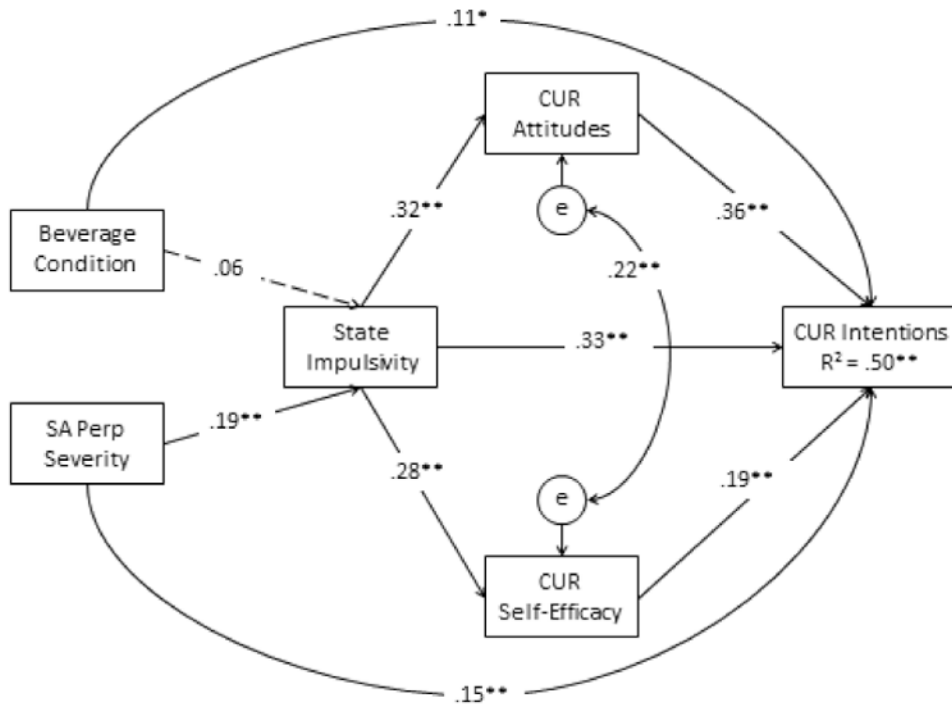 .11*
CUR
Attitudes
e
.32**
.36**
Beverage
Condition
.06
.22**
State
Impulsivity
.33**
CUR Intentions
R² = .50**
SA Perp
Severity
.19**
.28**
e
.19**
CUR
Self-Efficacy
.15**